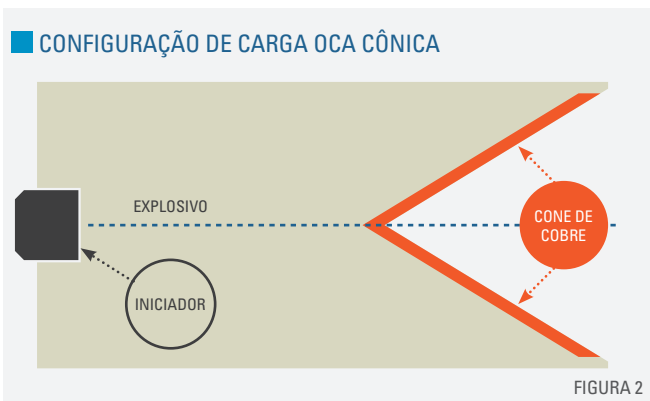 CONFIGURAÇÃO DE CARGA OCA CÔNICA
EXPLOSIVO
CONE DE
COBRE
INICIADOR
FIGURA 2